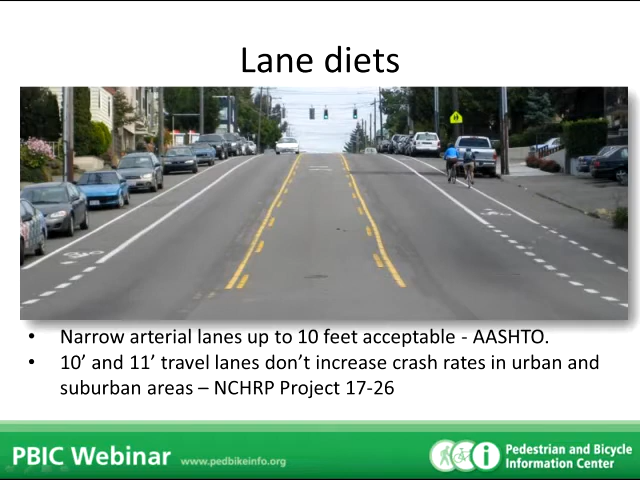 Lane diets
• Narrow arterial lanes up to 10 feet acceptable - AASHTO.
• 10’ and 11’ travel lanes don’t increase crash rates in urban and
suburban areas – NCHRP Project 17-26
PBIC Webinar www.pedbikeinfo.org
Pedestrian and Bicycle
Information Center